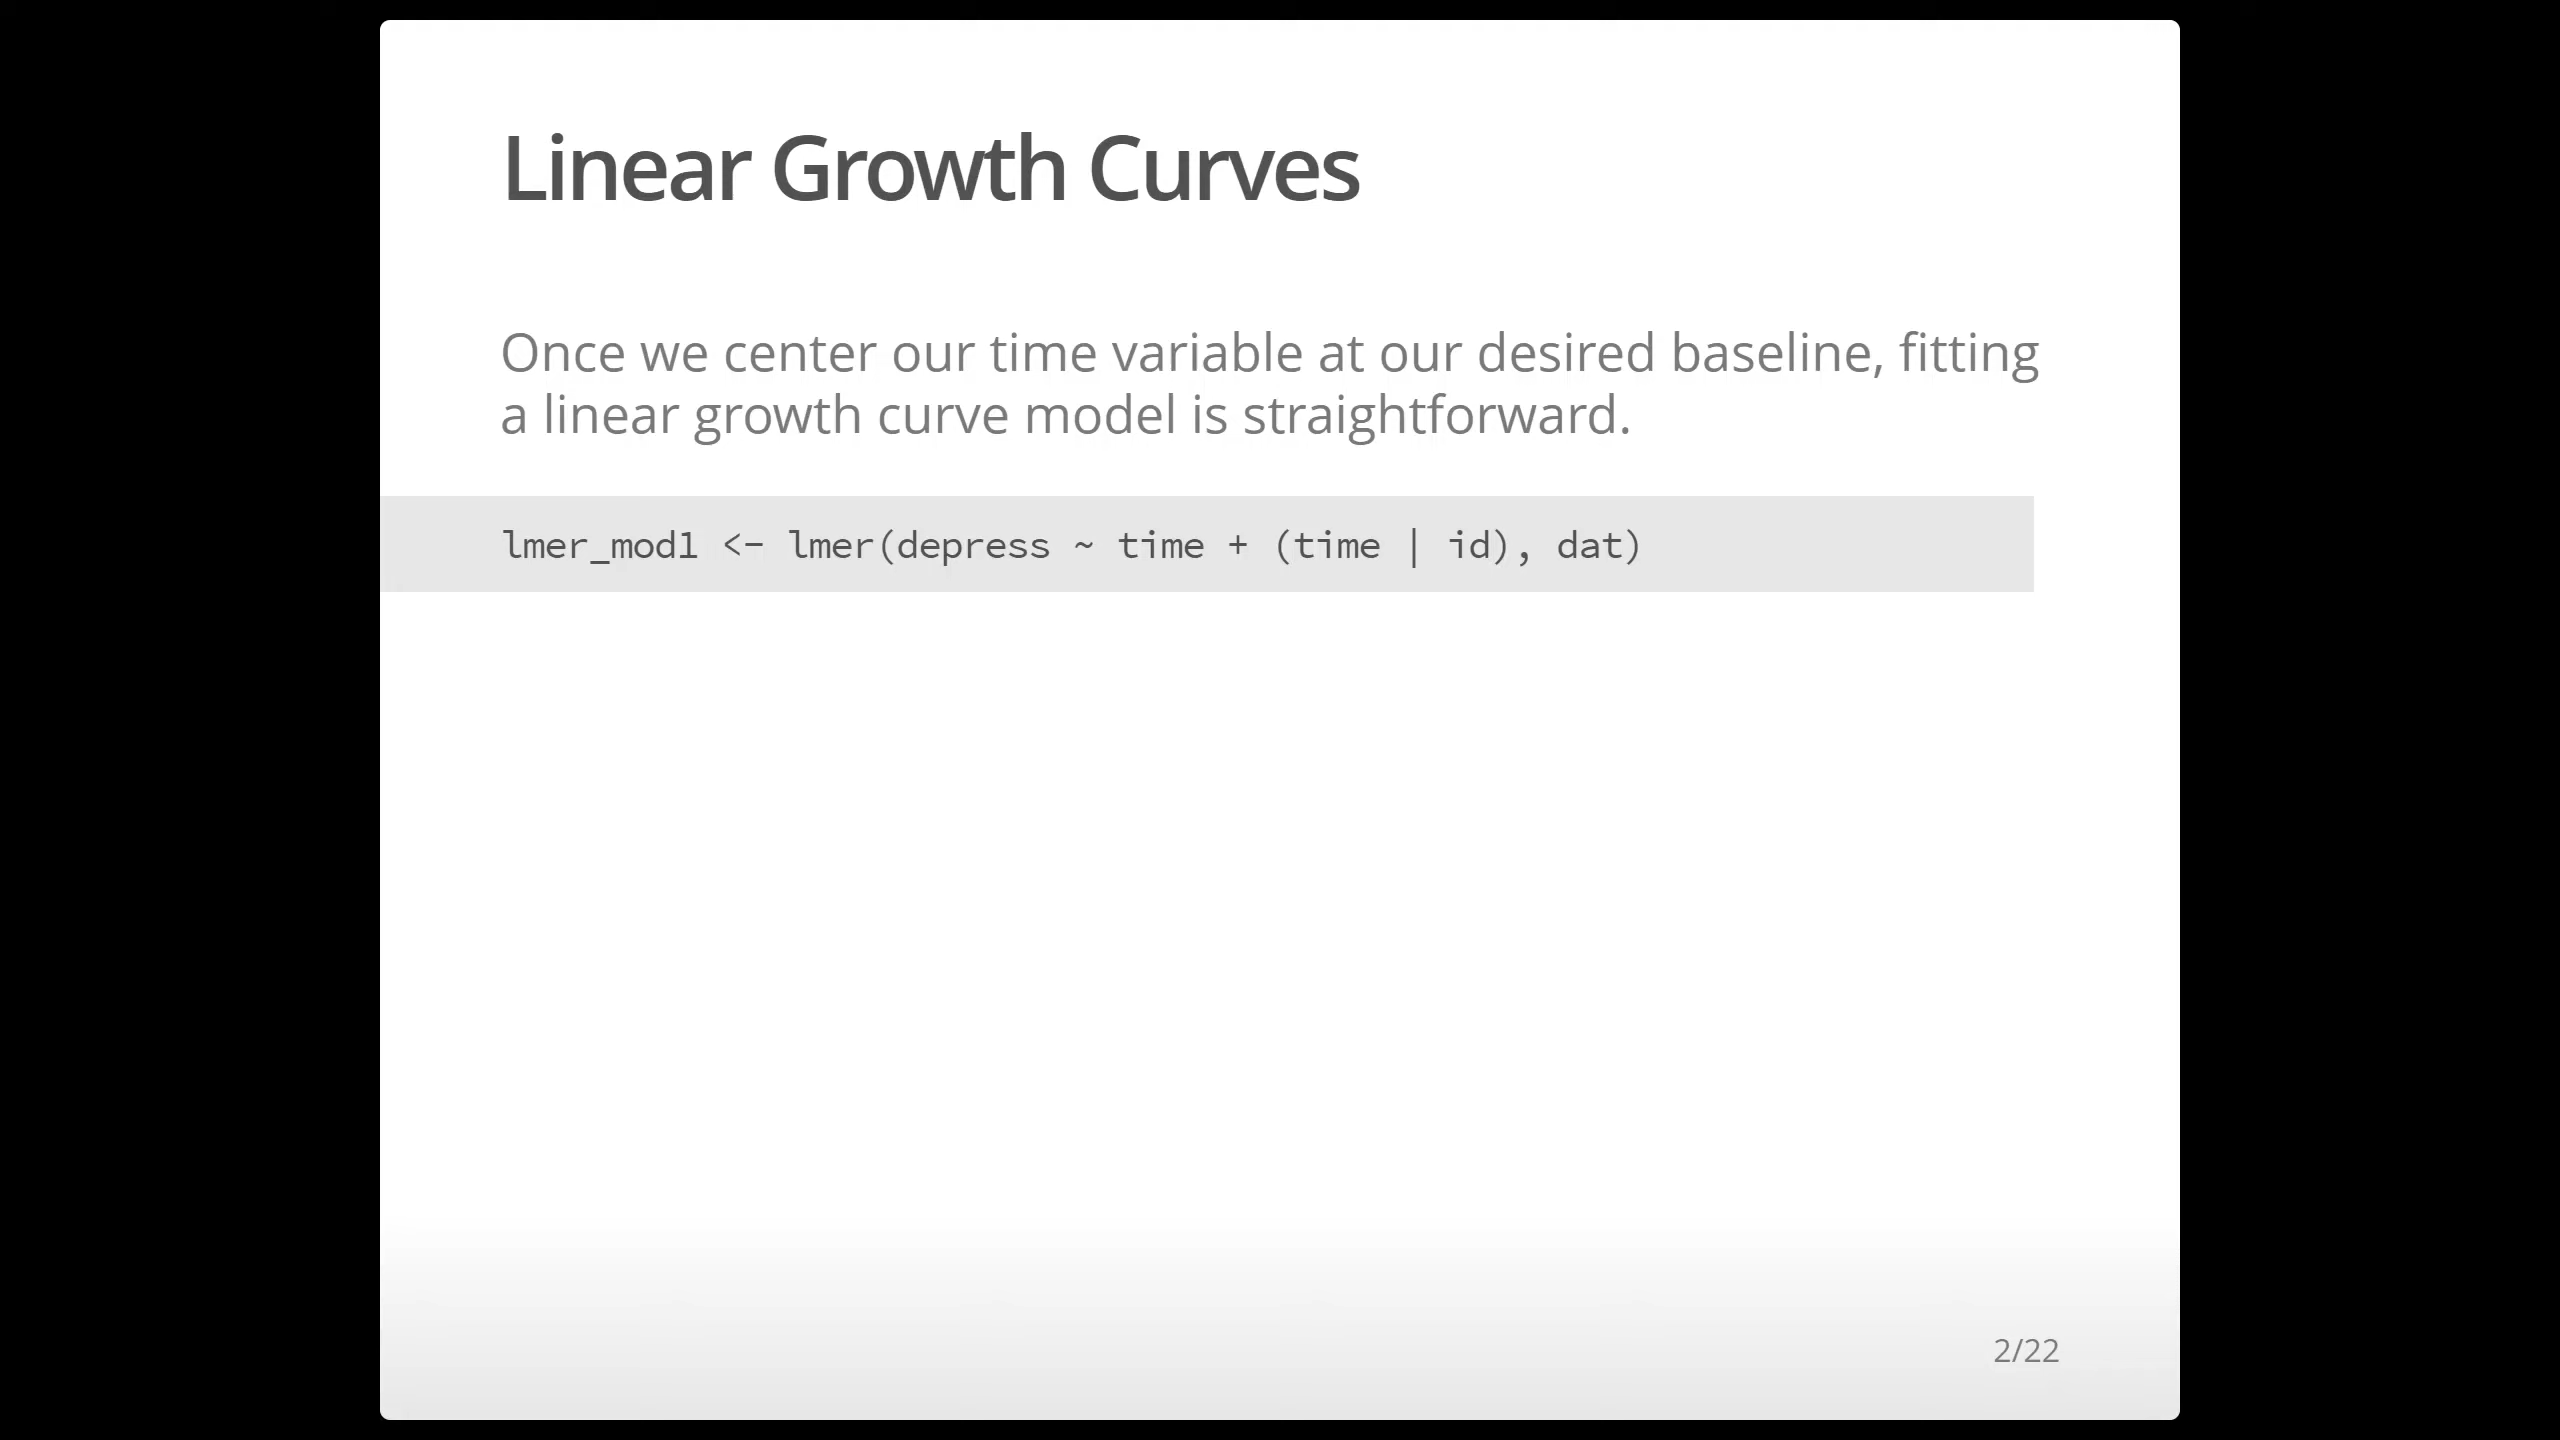 Linear Growth Curves
Once we center our time variable at our desired baseline, fitting
a linear growth curve model is straightforward.
lmer_mod1 <- lmer(depress ~ time + (time | id), dat)
2/22